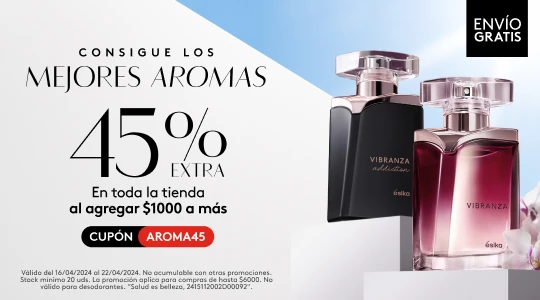 CONSIGUE LOS
MEJORES AROMAS
45%
EXTRA
En toda la tienda
al agregar $1000 a más
CUPÓN AROMA45
Válido del 16/04/2024 al 22/04/2024. No acumulable con otras promociones.
Stock mínimo 20 uds. La promoción aplica para compras de hasta $6000. No
válido para desodorantes. "Salud es belleza, 2415112002D00092".
ENVÍO
GRATIS
VIBRANZA
addiction
ésika
VIBRANZA
ésika